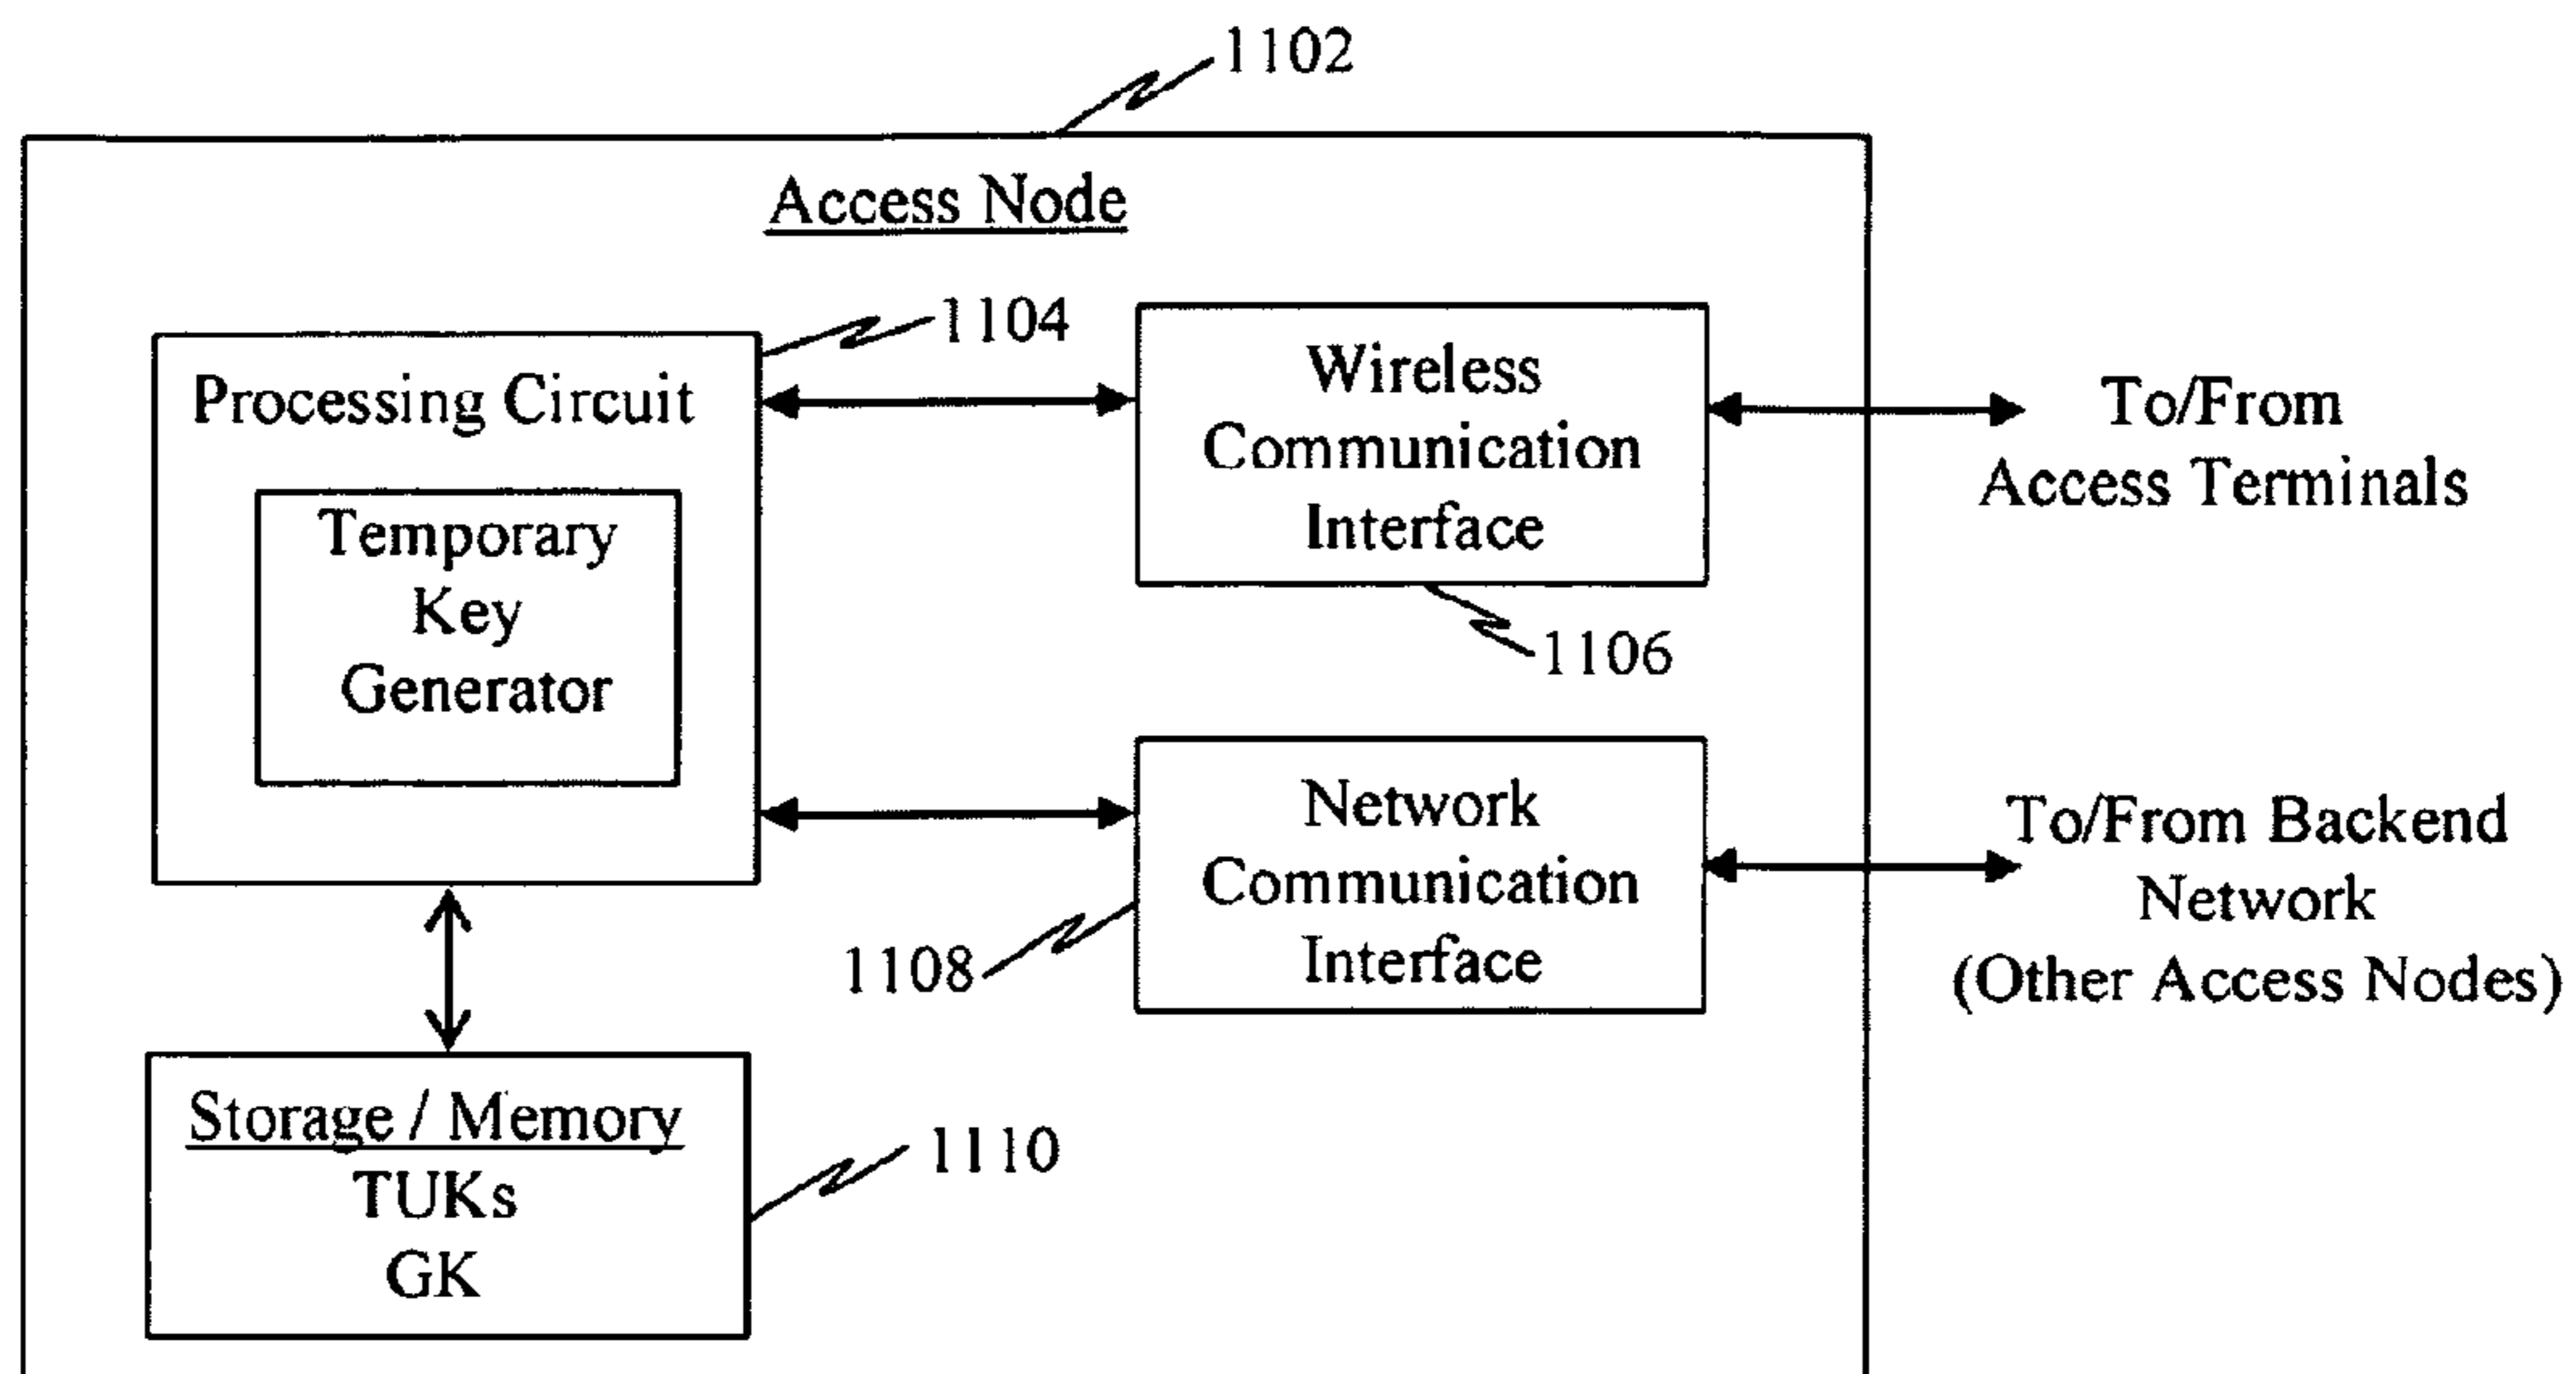 1102
Access Node
1104
Processing Circuit
Temporary
Key
Generator
Wireless
Communication
Interface
1106
To/From
Access Terminals
Network
Communication
Interface
1108
To/From Backend
Network
(Other Access Nodes)
Storage / Memory
TUKs
GK
1110